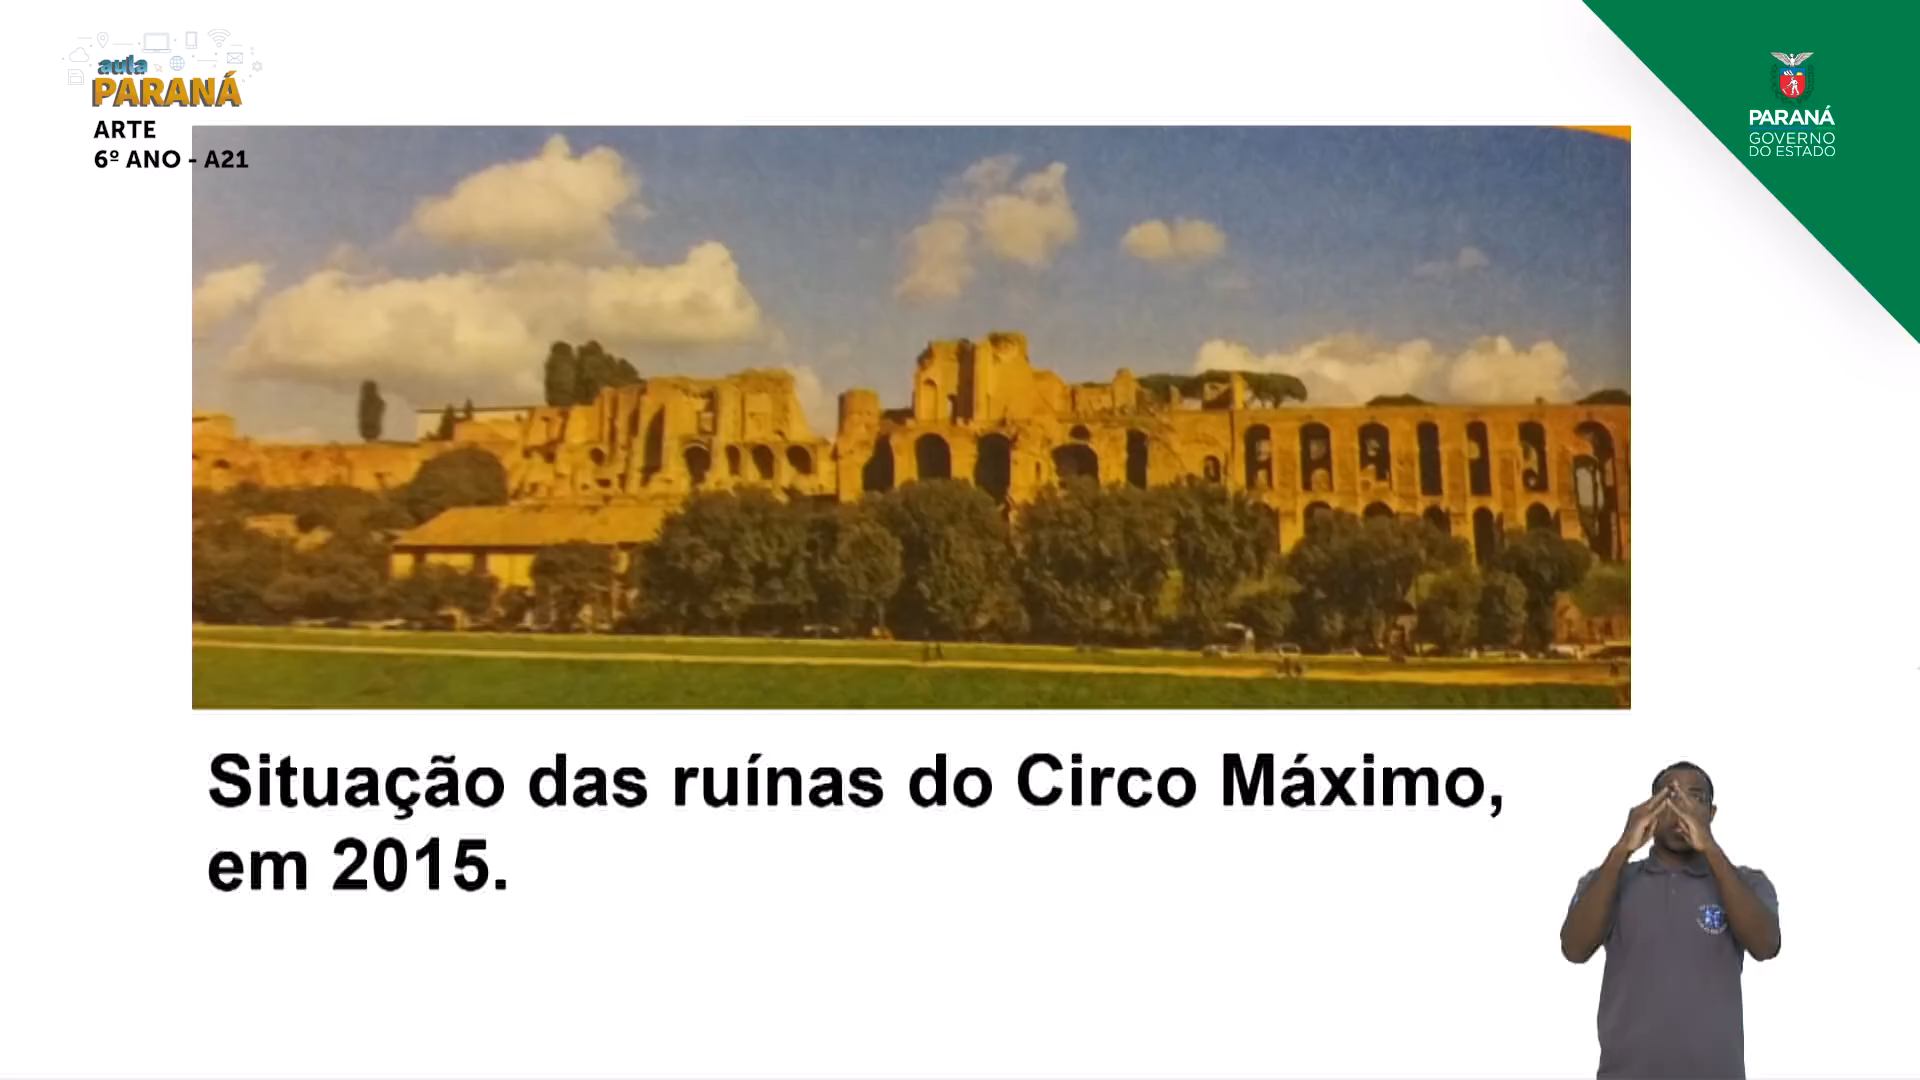 aula
PARANÁ
ARTE
6º ANO - A21
PARANÁ
GOVERNO
DO ESTADO
Situação das ruínas do Circo Máximo,
em 2015.